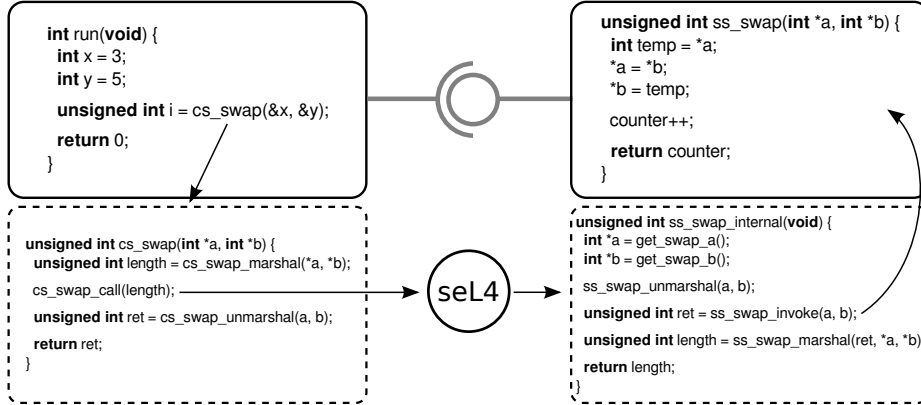 int run(void) {
int x = 3;
int y = 5;
unsigned int i = cs_swap(&x, &y);
return 0;
}
unsigned int ss_swap(int *a, int *b) {
int temp = *a;
*a = *b;
*b = temp;
counter++;
return counter;
}
unsigned int cs_swap(int *a, int *b) {
unsigned int length = cs_swap_marshal(*a, *b);
cs_swap_call(length);
unsigned int ret = cs_swap_unmarshal(a, b);
return ret;
}
seL4
unsigned int ss_swap_internal(void) {
int *a = get_swap_a();
int *b = get_swap_b();
ss_swap_unmarshal(a, b);
unsigned int ret = ss_swap_invoke(a, b);
unsigned int length = ss_swap_marshal(ret, *a, *b)
return length;
}